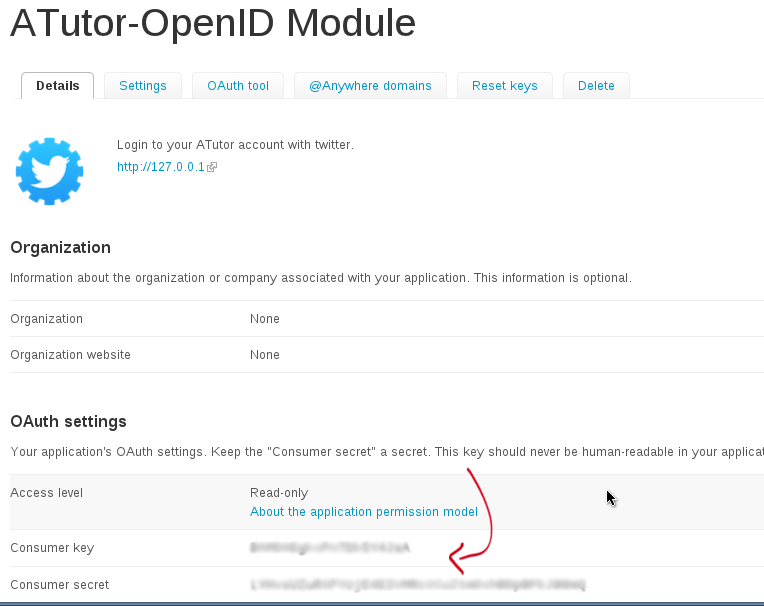 ATutor-OpenID Module
Details Settings OAuth tool @Anywhere domains Reset keys Delete
Login to your ATutor account with twitter.
http://127.0.0.1
Organization
Information about the organization or company associated with your application. This information is optional.
Organization None
Organization website None
OAuth settings
Your application's OAuth settings. Keep the "Consumer secret" a secret. This key should never be human-readable in your applicat
Access level Read-only
About the application permission model
Consumer key
Consumer secret